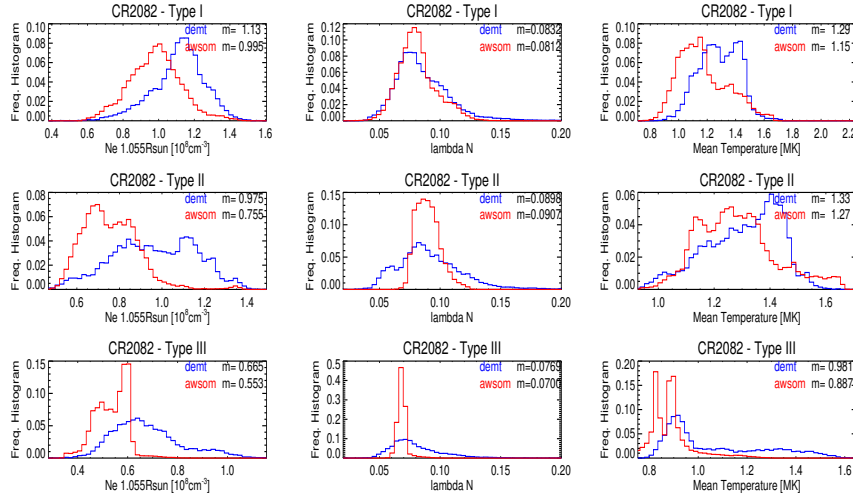 CR2082 - Type I
demt m= 1.13
awsom m= 0.995
Freq. Histogram
0.10
0.08
0.06
0.04
0.02
0.00
0.4 0.6 0.8 1.0 1.2 1.4 1.6
Ne 1.055Rsun [10⁸cm⁻³]
CR2082 - Type I
demt m=0.0832
awsom m=0.0812
Freq. Histogram
0.12
0.10
0.08
0.06
0.04
0.02
0.00
0.05 0.10 0.15 0.20
lambda N
CR2082 - Type I
demt m= 1.29
awsom m= 1.15
Freq. Histogram
0.10
0.08
0.06
0.04
0.02
0.00
0.8 1.0 1.2 1.4 1.6 1.8 2.0 2.2
Mean Temperature [MK]
CR2082 - Type II
demt m= 0.975
awsom m= 0.755
Freq. Histogram
0.08
0.06
0.04
0.02
0.00
0.6 0.8 1.0 1.2 1.4
Ne 1.055Rsun [10⁸cm⁻³]
CR2082 - Type II
demt m=0.0898
awsom m=0.0907
Freq. Histogram
0.15
0.10
0.05
0.00
0.05 0.10 0.15 0.20
lambda N
CR2082 - Type II
demt m= 1.33
awsom m= 1.27
Freq. Histogram
0.06
0.04
0.02
0.00
1.0 1.2 1.4 1.6
Mean Temperature [MK]
CR2082 - Type III
demt m= 0.665
awsom m= 0.553
Freq. Histogram
0.15
0.10
0.05
0.00
0.4 0.6 0.8 1.0
Ne 1.055Rsun [10⁸cm⁻³]
CR2082 - Type III
demt m=0.0769
awsom m=0.0700
Freq. Histogram
0.5
0.4
0.3
0.2
0.1
0.0
0.05 0.10 0.15 0.20
lambda N
CR2082 - Type III
demt m= 0.981
awsom m= 0.887
Freq. Histogram
0.20
0.15
0.10
0.05
0.00
0.8 1.0 1.2 1.4 1.6
Mean Temperature [MK]